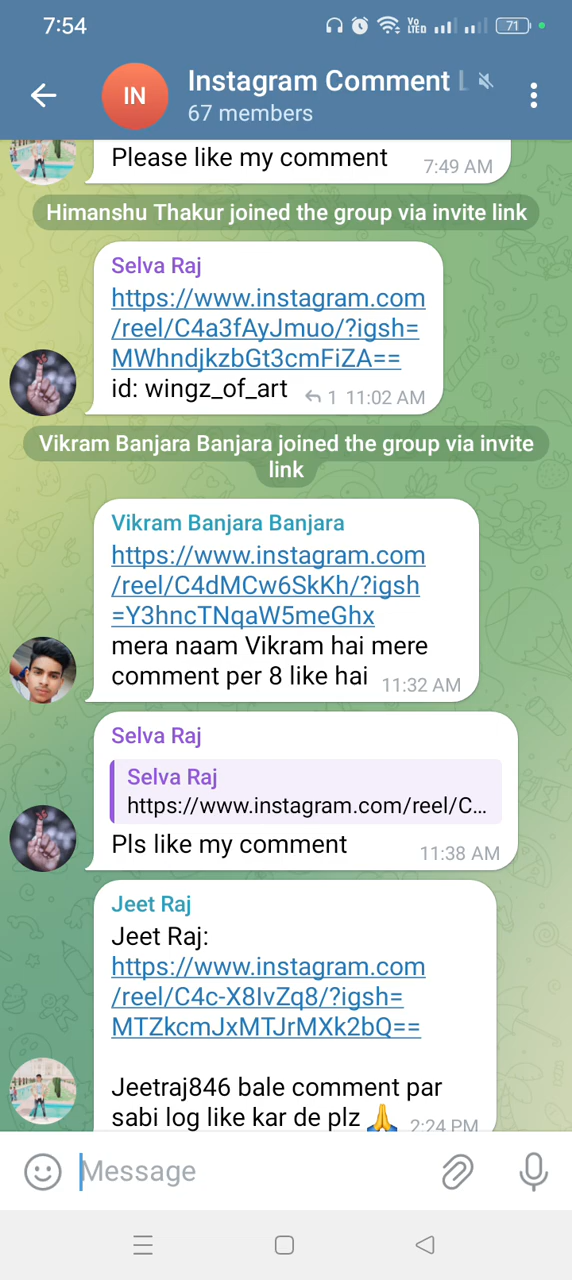 7:54
Vo
LTED
71
IN
Instagram Comment
67 members
Please like my comment
7:49 AM
Himanshu Thakur joined the group via invite link
Selva Raj
https://www.instagram.com
/reel/C4a3fAyJmuo/?igsh=
MWhndjkzbGt3cmFiZA==
id: wingz_of_art
1 11:02 AM
Vikram Banjara Banjara joined the group via invite
link
Vikram Banjara Banjara
https://www.instagram.com
/reel/C4dMCw6SkKh/?igsh
=Y3hncTNqaW5meGhx
mera naam Vikram hai mere
comment per 8 like hai
11:32 AM
Selva Raj
Selva Raj
https://www.instagram.com/reel/C...
Pls like my comment
11:38 AM
Jeet Raj
Jeet Raj:
https://www.instagram.com
/reel/C4c-X8IvZq8/?igsh=
MTZkcmJxMTJrMXk2bQ==
Jeetraj846 bale comment par
sabi log like kar de plz 🙏
2:24 PM
Message